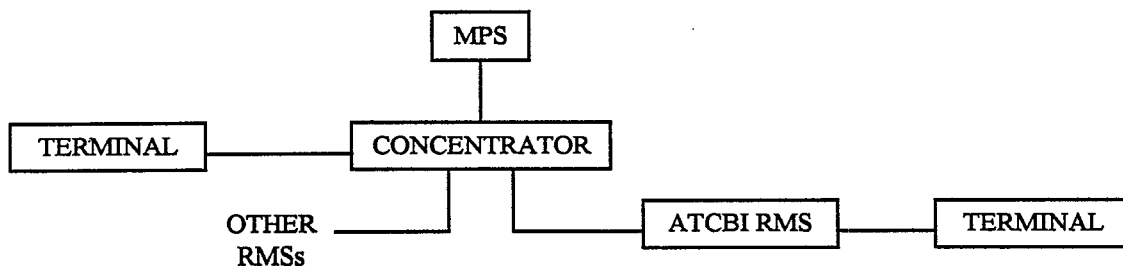 MPS
TERMINAL
CONCENTRATOR
OTHER
RMSs
ATCBI RMS
TERMINAL